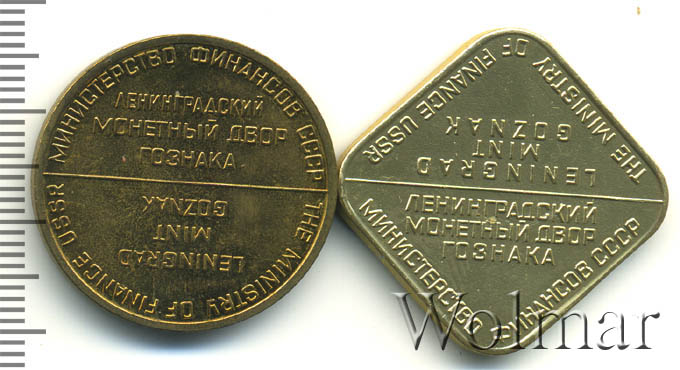 МИНИСТЕРСТВО ФИНАНСОВ СССР
ЛЕНИНГРАДСКИЙ
МОНЕТНЫЙ ДВОР
ГОЗНАКА
THE MINISTRY OF FINANCE USSR
LENINGRAD
MINT
GOZNAK
THE MINISTRY OF FINANCE USSR
LENINGRAD
MINT
GOZNAK
ЛЕНИНГРАДСКИЙ
МОНЕТНЫЙ ДВОР
ГОЗНАКА
МИНИСТЕРСТВО ФИНАНСОВ СССР
Wolmar